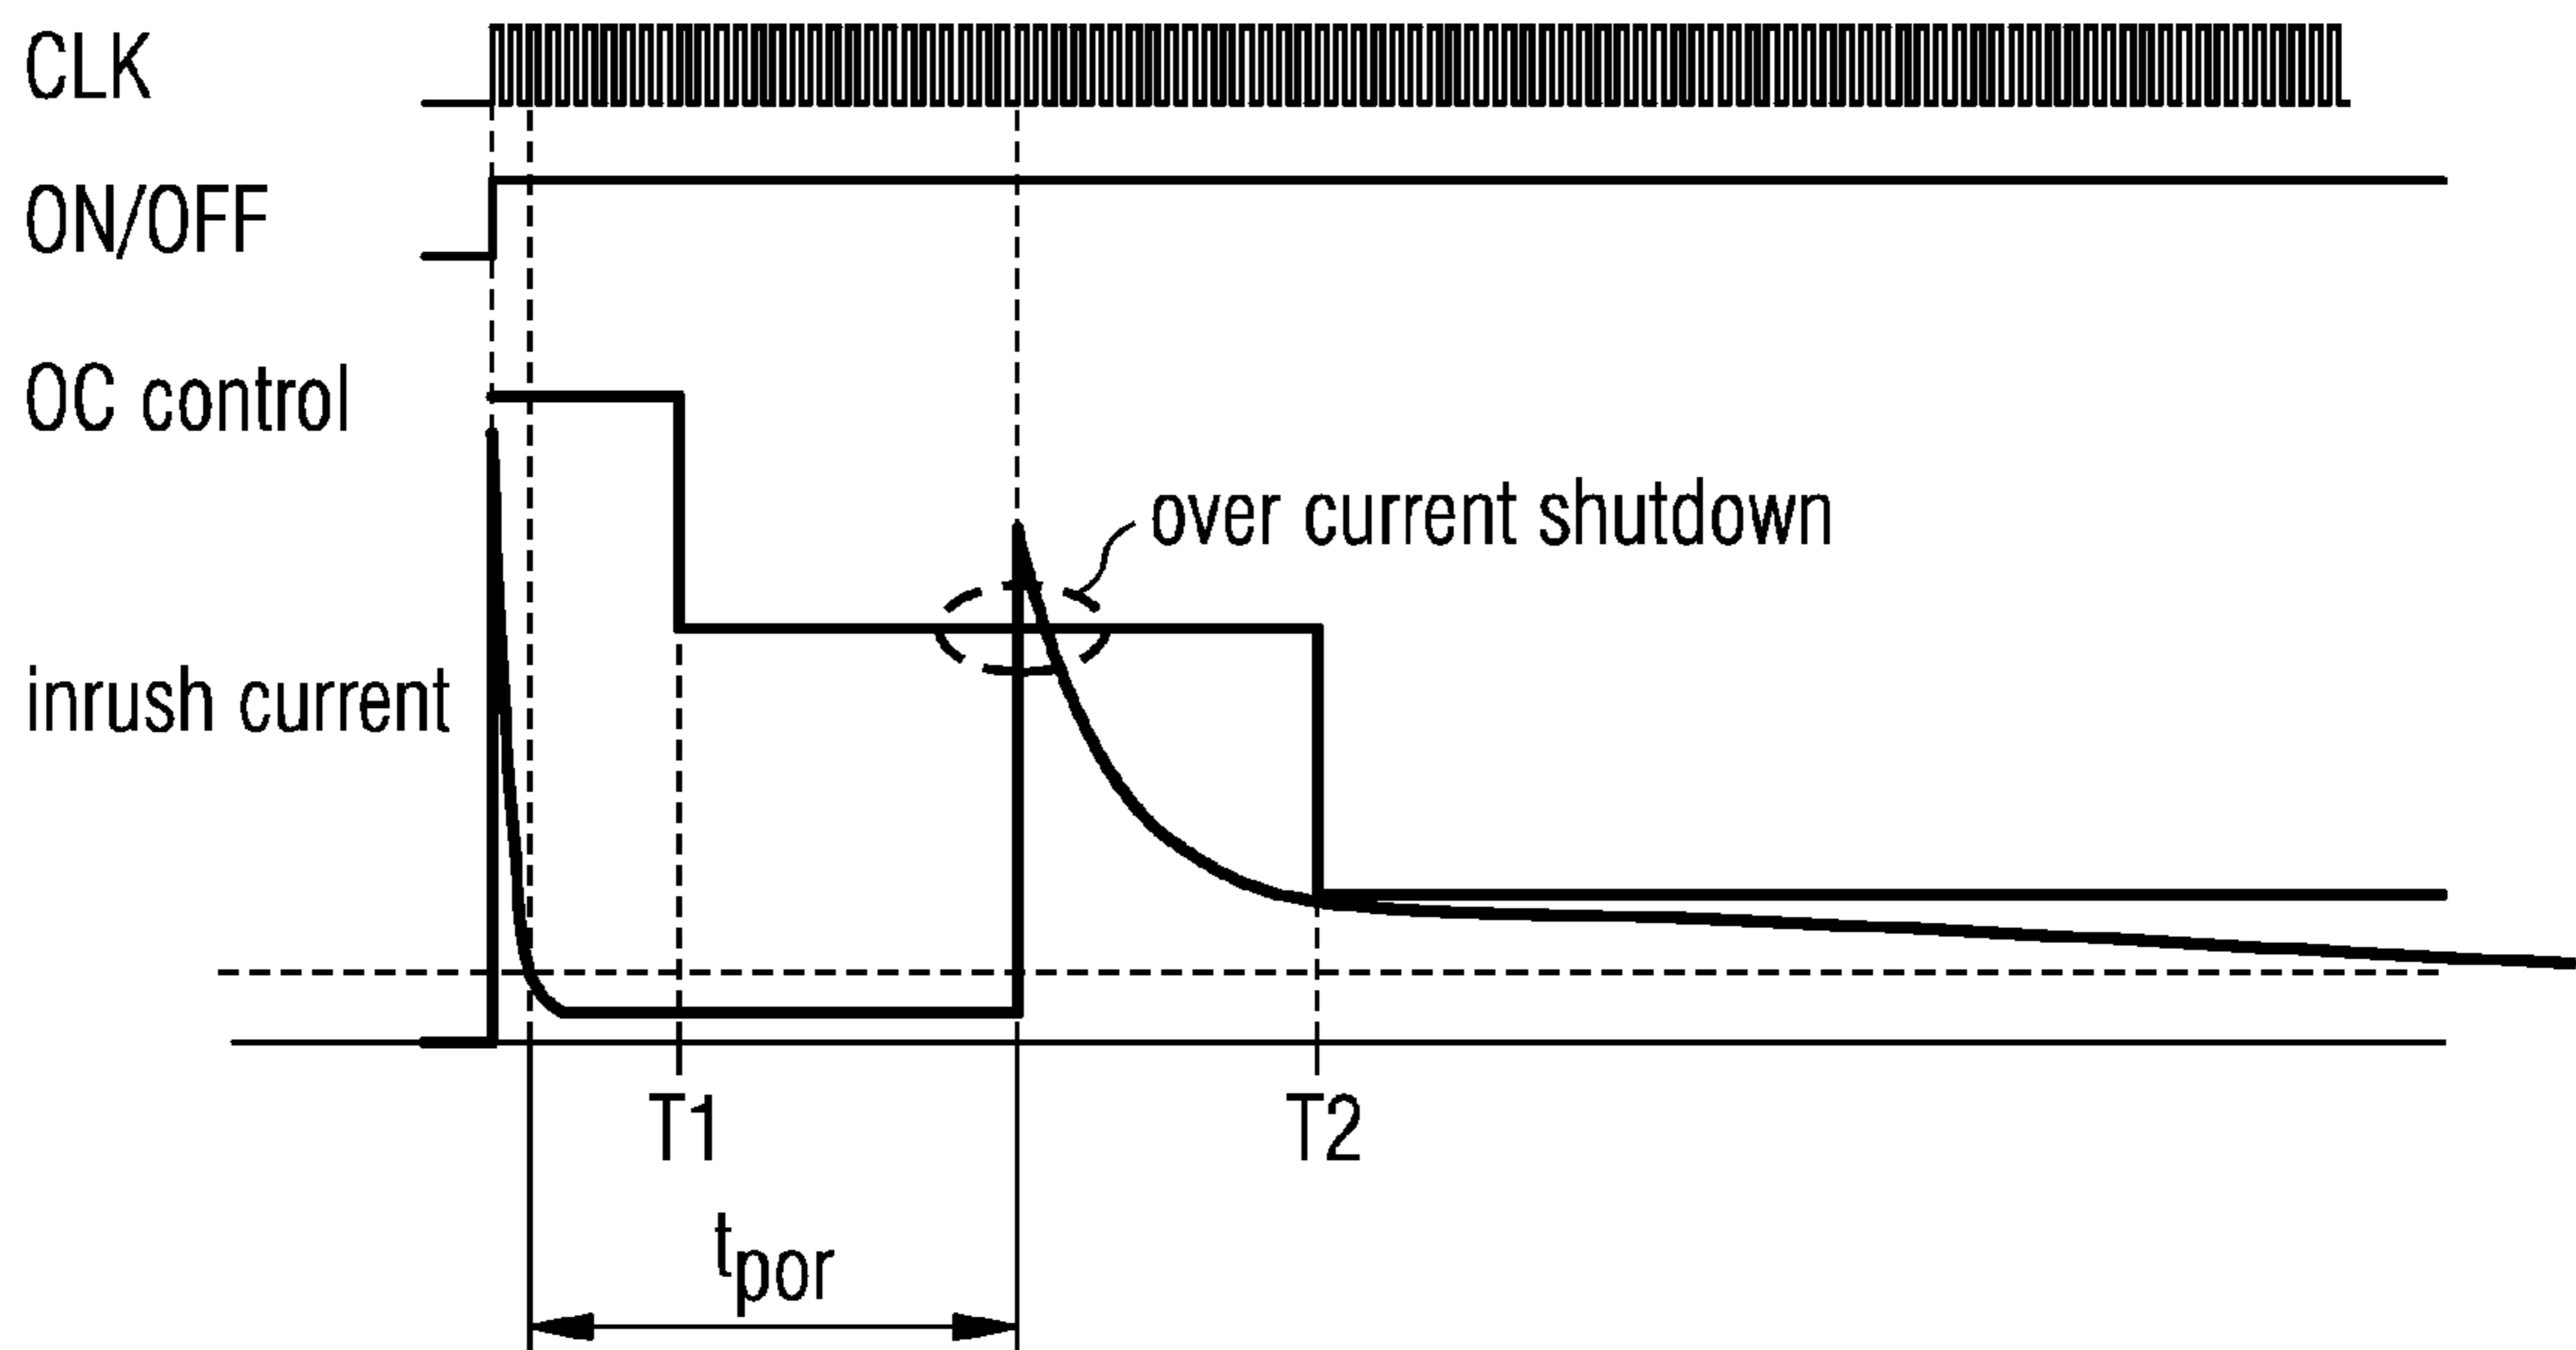 CLK
ON/OFF
OC control
over current shutdown
inrush current
T1
T2
tpor